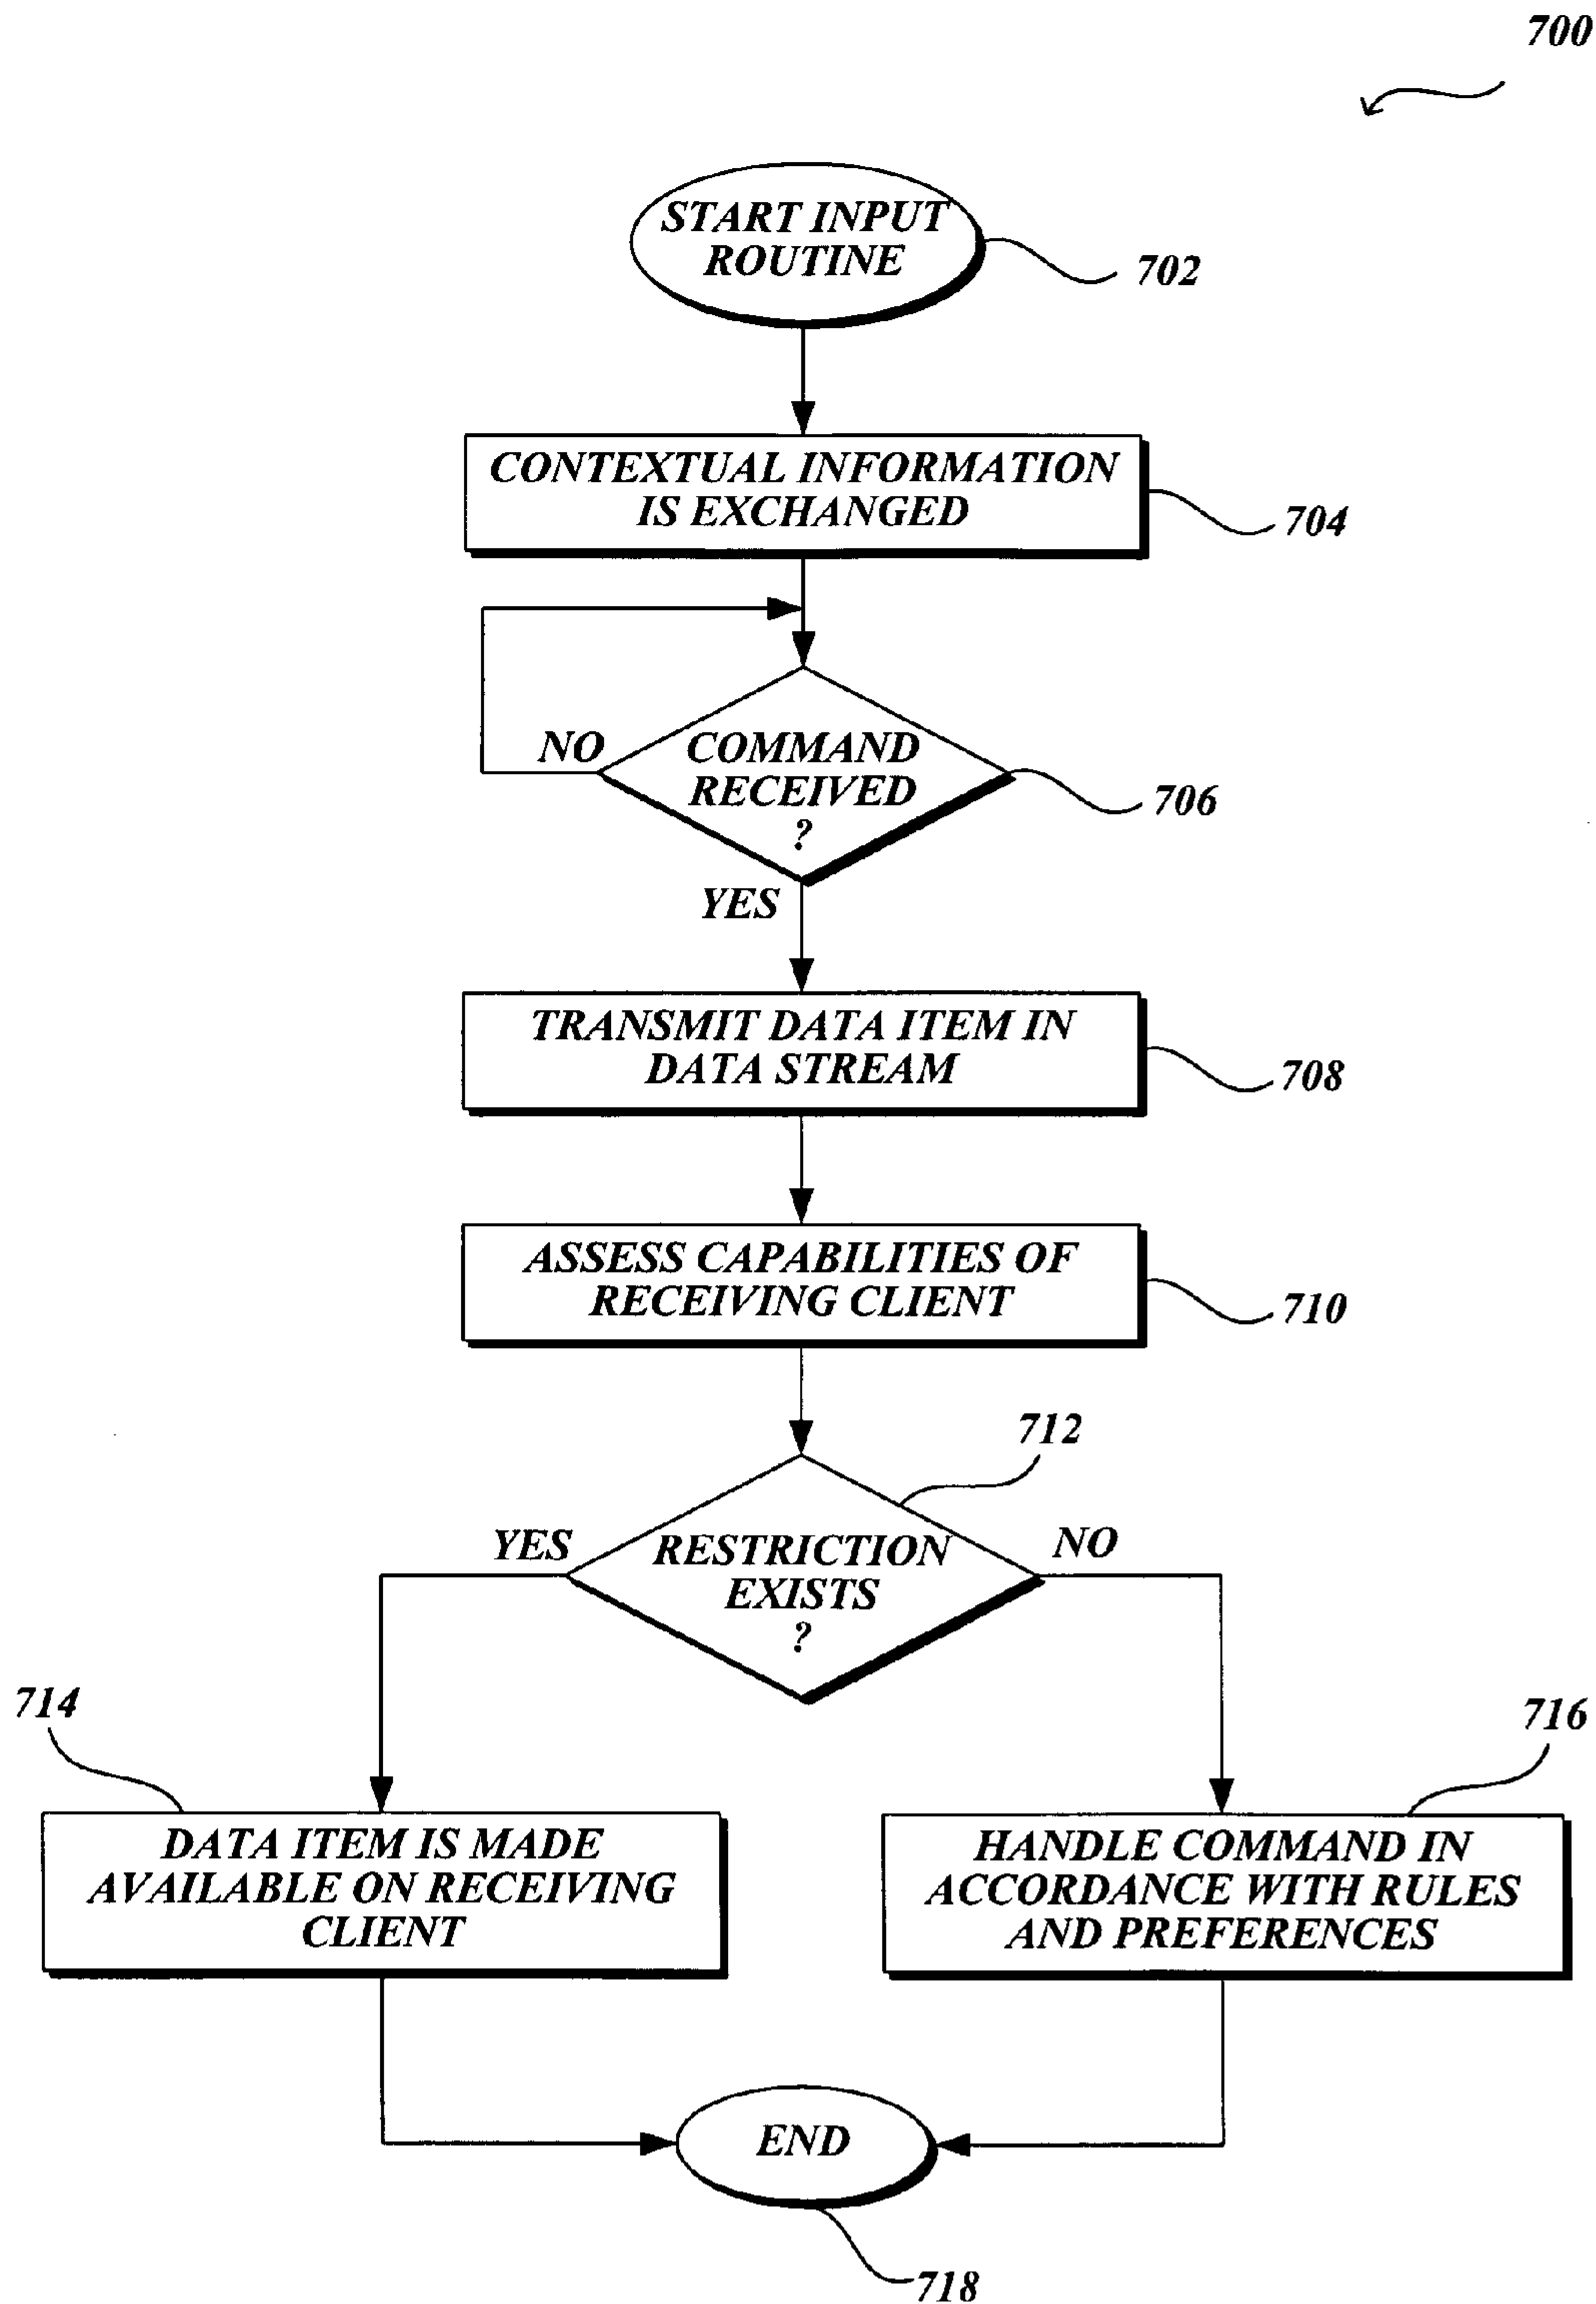 700
START INPUT
ROUTINE
702
CONTEXTUAL INFORMATION
IS EXCHANGED
704
NO
COMMAND
RECEIVED
?
706
YES
TRANSMIT DATA ITEM IN
DATA STREAM
708
ASSESS CAPABILITIES OF
RECEIVING CLIENT
710
712
YES
RESTRICTION
EXISTS
?
NO
714
716
DATA ITEM IS MADE
AVAILABLE ON RECEIVING
CLIENT
HANDLE COMMAND IN
ACCORDANCE WITH RULES
AND PREFERENCES
END
718